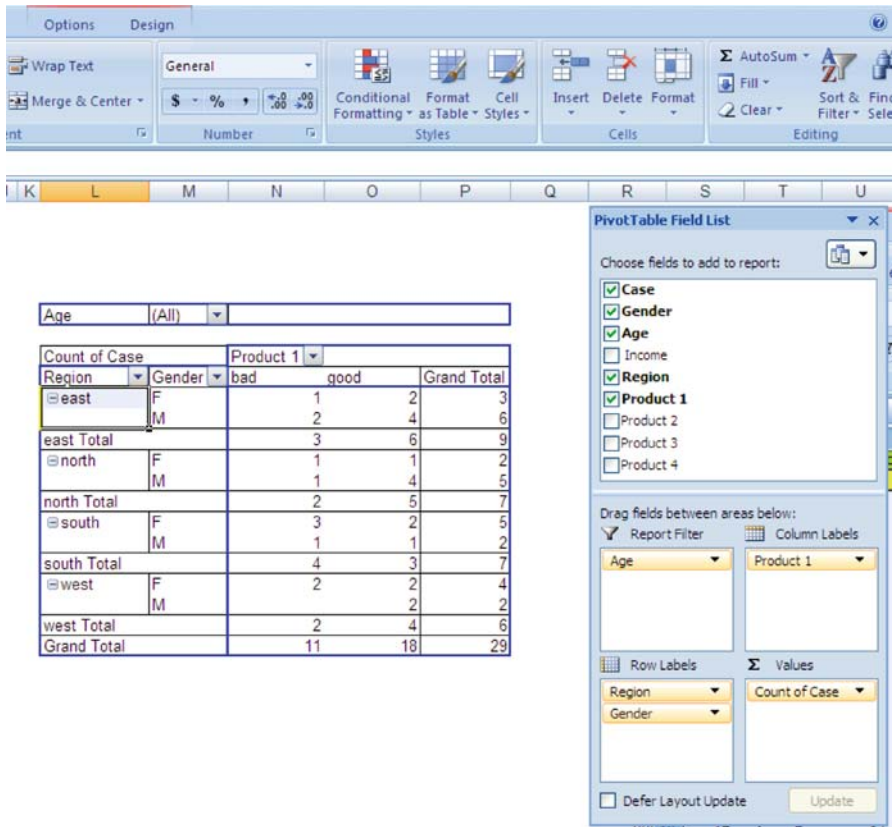 Options Design
Wrap Text General Σ AutoSum
Merge & Center $ % , .0 .00 .00 .0 Conditional Formatting Format as Table Cell Styles Insert Delete Format Fill Clear Sort & Filter
Number Styles Cells Editing
K L M N O P Q R S T U
PivotTable Field List
Choose fields to add to report:
Case
Gender
Age
Income
Region
Product 1
Product 2
Product 3
Product 4
Age (All)
Count of Case Product 1
Region Gender bad good Grand Total
east F 1 2 3
M 2 4 6
east Total 3 6 9
north F 1 1 2
M 1 4 5
north Total 2 5 7
south F 3 2 5
M 1 1 2
south Total 4 3 7
west F 2 2 4
M 2 2
west Total 2 4 6
Grand Total 11 18 29
Drag fields between areas below:
Report Filter Column Labels
Age Product 1
Row Labels Σ Values
Region Count of Case
Gender
Defer Layout Update Update